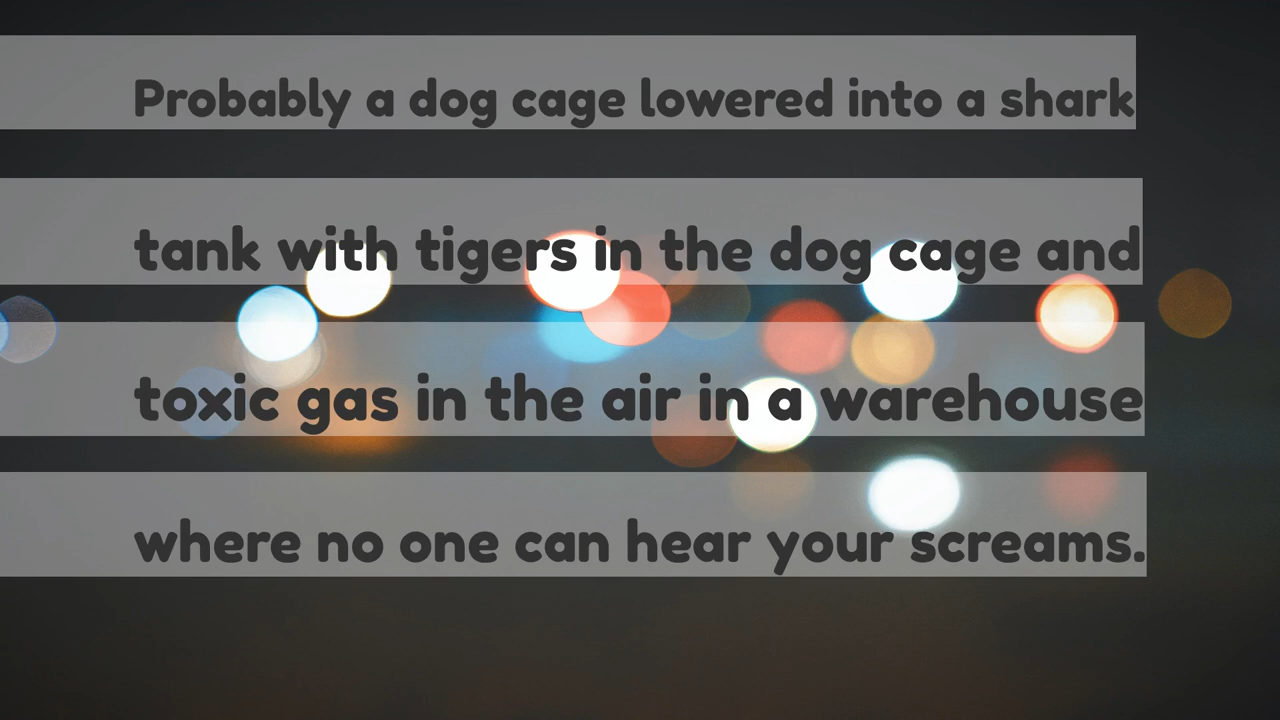 Probably a dog cage lowered into a shark
tank with tigers in the dog cage and
toxic gas in the air in a warehouse
where no one can hear your screams.